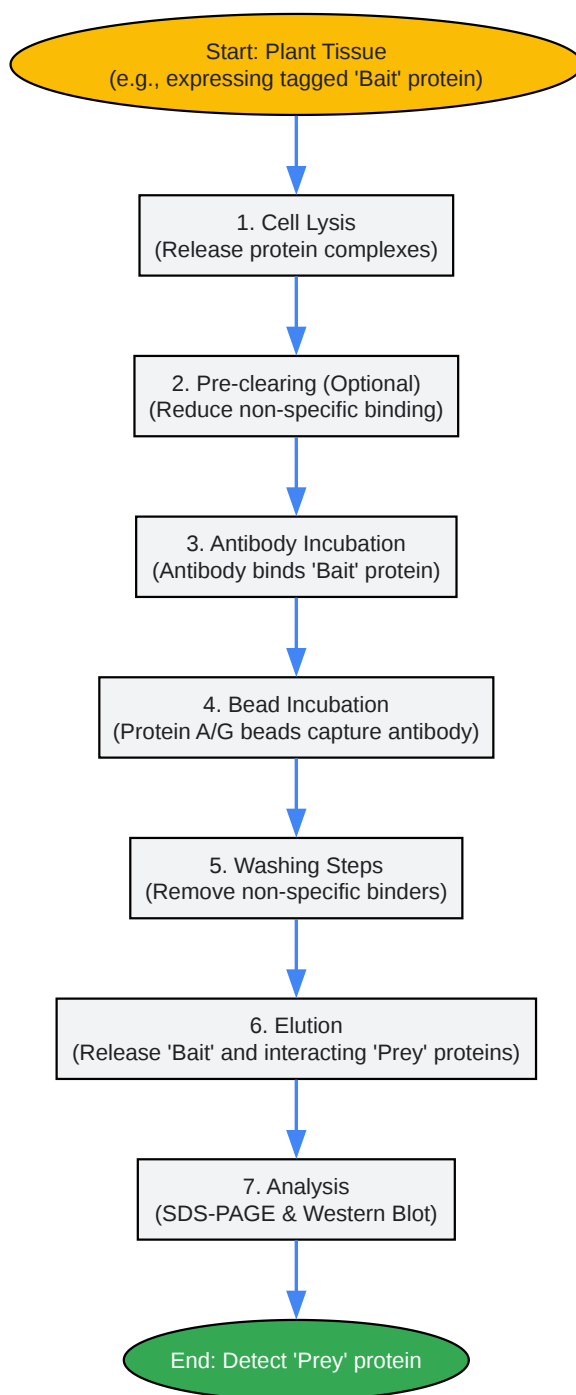 Start: Plant Tissue
(e.g., expressing tagged 'Bait' protein)
1. Cell Lysis
(Release protein complexes)
2. Pre-clearing (Optional)
(Reduce non-specific binding)
3. Antibody Incubation
(Antibody binds 'Bait' protein)
4. Bead Incubation
(Protein A/G beads capture antibody)
5. Washing Steps
(Remove non-specific binders)
6. Elution
(Release 'Bait' and interacting 'Prey' proteins)
7. Analysis
(SDS-PAGE & Western Blot)
End: Detect 'Prey' protein